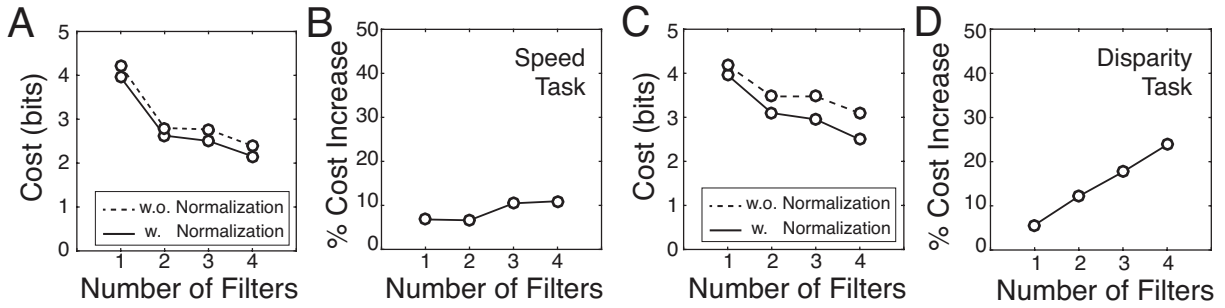 A
Cost (bits)
5
4
3
2
1
0
w.o. Normalization
w. Normalization
1 2 3 4
Number of Filters
B
% Cost Increase
50
40
30
20
10
0
Speed
Task
1 2 3 4
Number of Filters
C
Cost (bits)
5
4
3
2
1
0
w.o. Normalization
w. Normalization
1 2 3 4
Number of Filters
D
% Cost Increase
50
40
30
20
10
0
Disparity
Task
1 2 3 4
Number of Filters